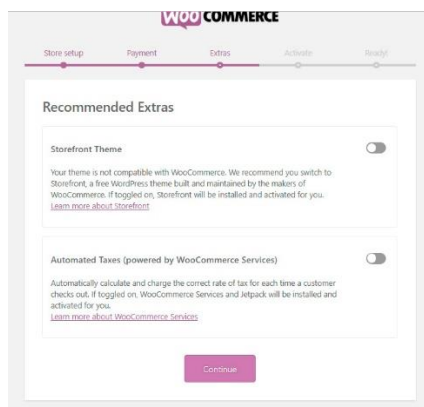 WOO COMMERCE
Store setup Payment Extras Activate Ready!
Recommended Extras
Storefront Theme
Your theme is not compatible with WooCommerce. We recommend you switch to
Storefront, a free WordPress theme built and maintained by the makers of
WooCommerce. If toggled on, Storefront will be installed and activated for you.
Learn more about Storefront
Automated Taxes (powered by WooCommerce Services)
Automatically calculate and charge the correct rate of tax for each time a customer
checks out. If toggled on, WooCommerce Services and Jetpack will be installed and
activated for you.
Learn more about WooCommerce Services
Continue